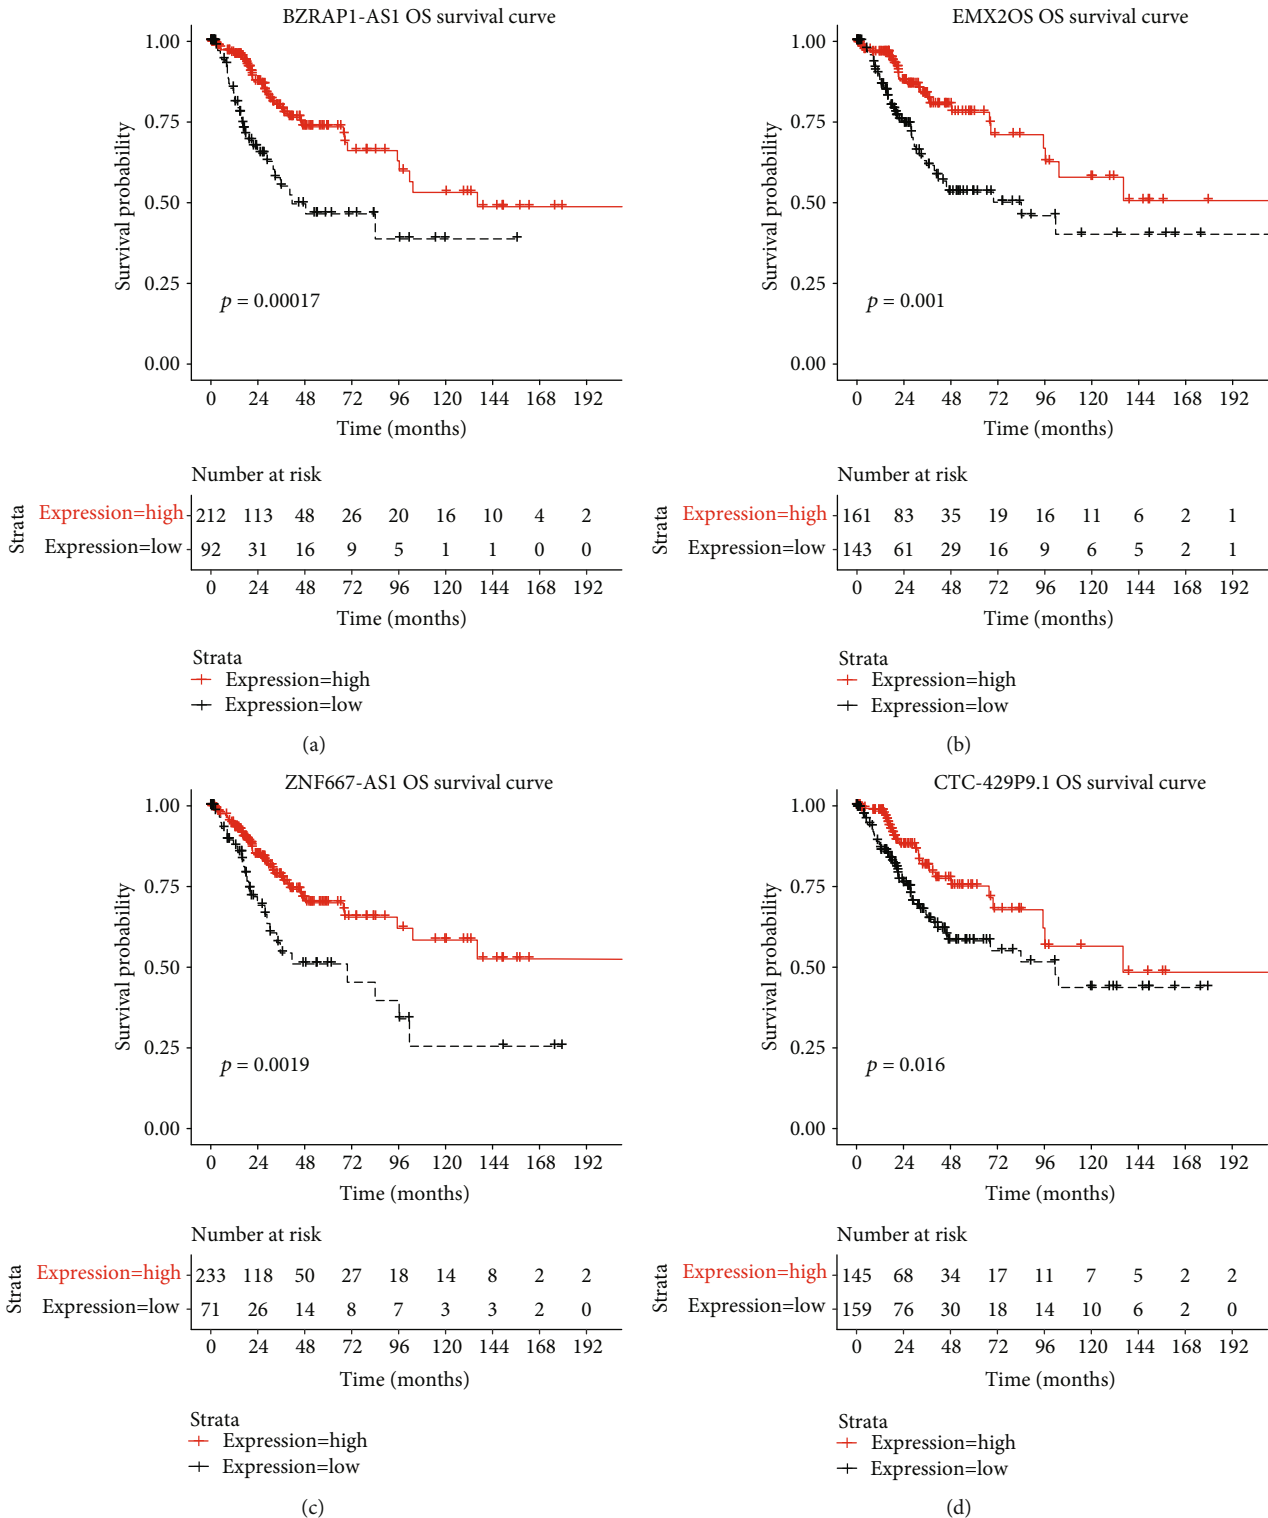 BZRAP1-AS1 OS survival curve
1.00
0.75
0.50
0.25
0.00
Survival probability
p = 0.00017
0 24 48 72 96 120 144 168 192
Time (months)
Number at risk
Strata
Expression=high 212 113 48 26 20 16 10 4 2
Expression=low 92 31 16 9 5 1 1 0 0
0 24 48 72 96 120 144 168 192
Time (months)
Strata
Expression=high
Expression=low
(a)
EMX2OS OS survival curve
1.00
0.75
0.50
0.25
0.00
Survival probability
p = 0.001
0 24 48 72 96 120 144 168 192
Time (months)
Number at risk
Strata
Expression=high 161 83 35 19 16 11 6 2 1
Expression=low 143 61 29 16 9 6 5 2 1
0 24 48 72 96 120 144 168 192
Time (months)
Strata
Expression=high
Expression=low
(b)
ZNF667-AS1 OS survival curve
1.00
0.75
0.50
0.25
0.00
Survival probability
p = 0.0019
0 24 48 72 96 120 144 168 192
Time (months)
Number at risk
Strata
Expression=high 233 118 50 27 18 14 8 2 2
Expression=low 71 26 14 8 7 3 3 2 0
0 24 48 72 96 120 144 168 192
Time (months)
Strata
Expression=high
Expression=low
(c)
CTC-429P9.1 OS survival curve
1.00
0.75
0.50
0.25
0.00
Survival probability
p = 0.016
0 24 48 72 96 120 144 168 192
Time (months)
Number at risk
Strata
Expression=high 145 68 34 17 11 7 5 2 2
Expression=low 159 76 30 18 14 10 6 2 0
0 24 48 72 96 120 144 168 192
Time (months)
Strata
Expression=high
Expression=low
(d)